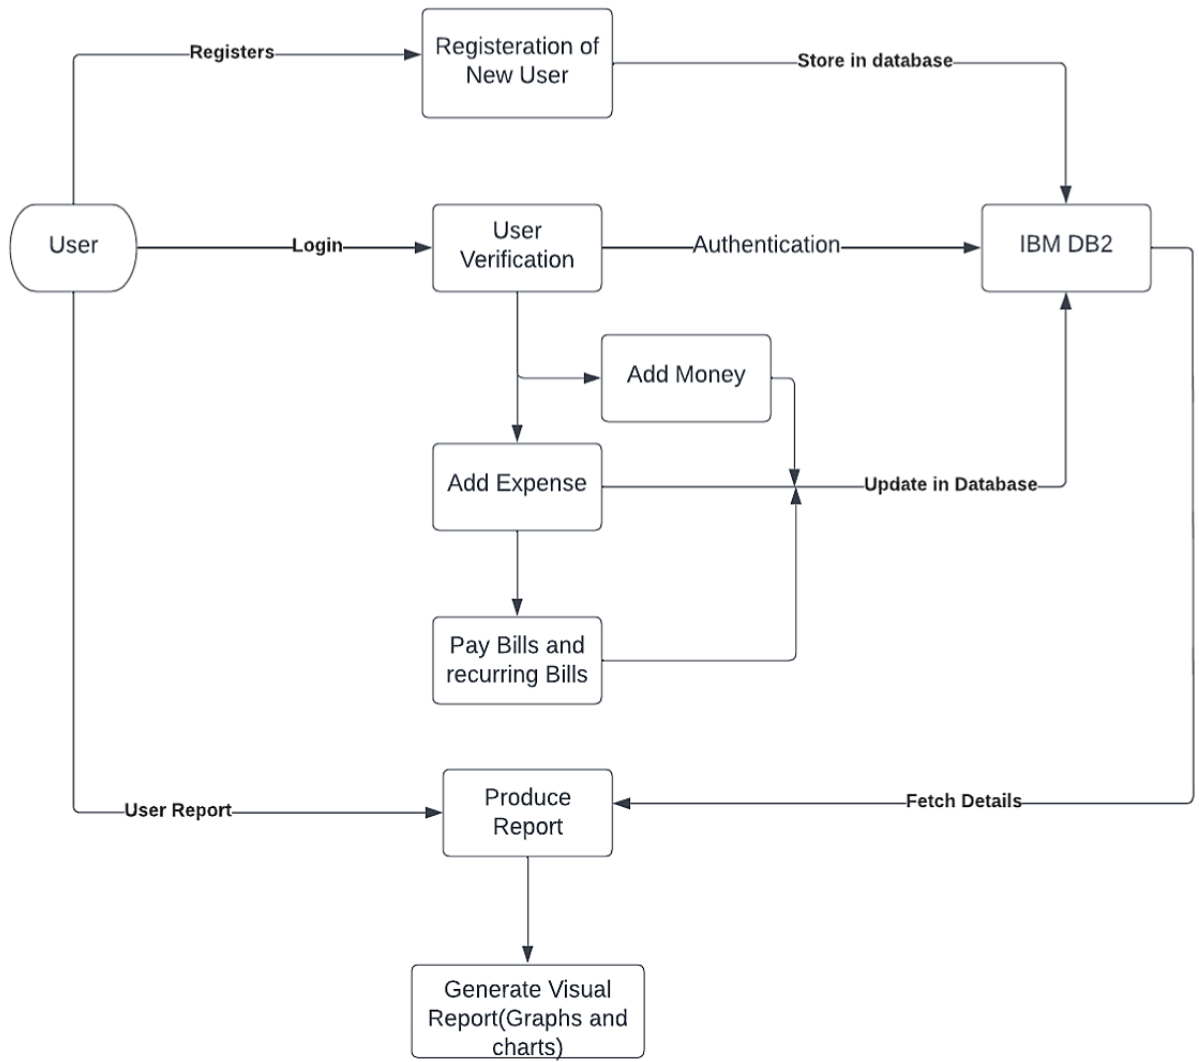 Registers
Registeration of
New User
Store in database
User
Login
User
Verification
Authentication
IBM DB2
Add Money
Add Expense
Update in Database
Pay Bills and
recurring Bills
User Report
Produce
Report
Fetch Details
Generate Visual
Report(Graphs and
charts)